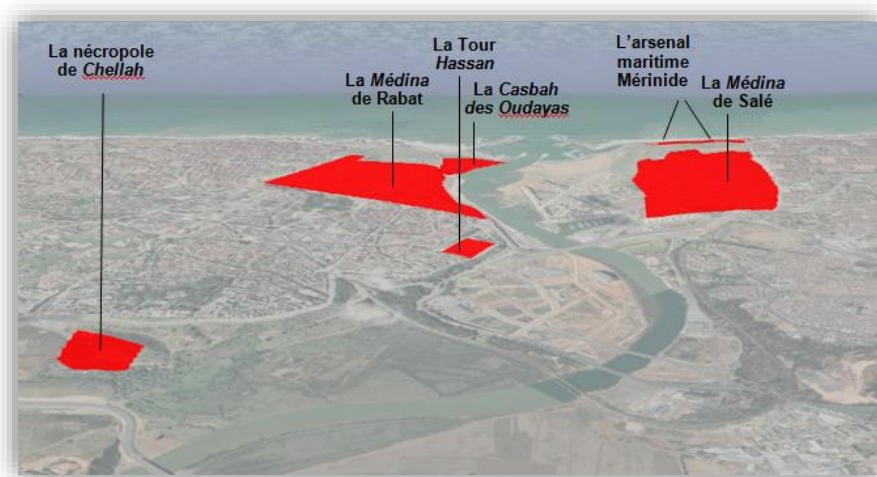 La nécropole
de Chellah
La Médina
de Rabat
La Tour
Hassan
La Casbah
des Oudayas
L'arsenal
maritime
Mérinide
La Médina
de Salé